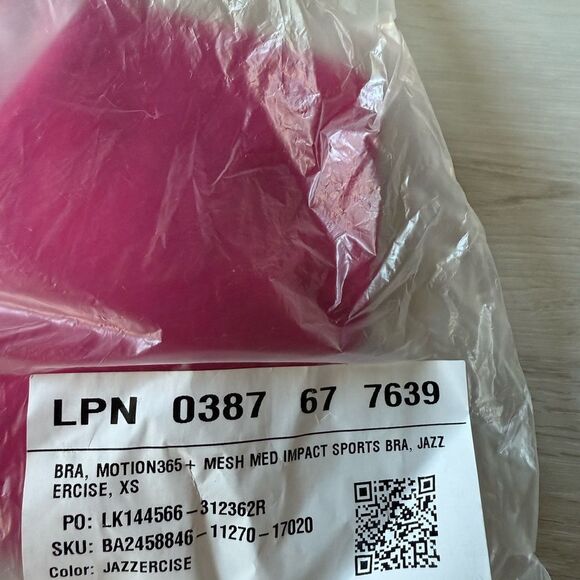 LPN 0387 67 7639
BRA, MOTION365+ MESH MED IMPACT SPORTS BRA, JAZZ
ERCISE, XS
PO: LK144566-312362R
SKU: BA2458846-11270-17020
Color: JAZZERCISE